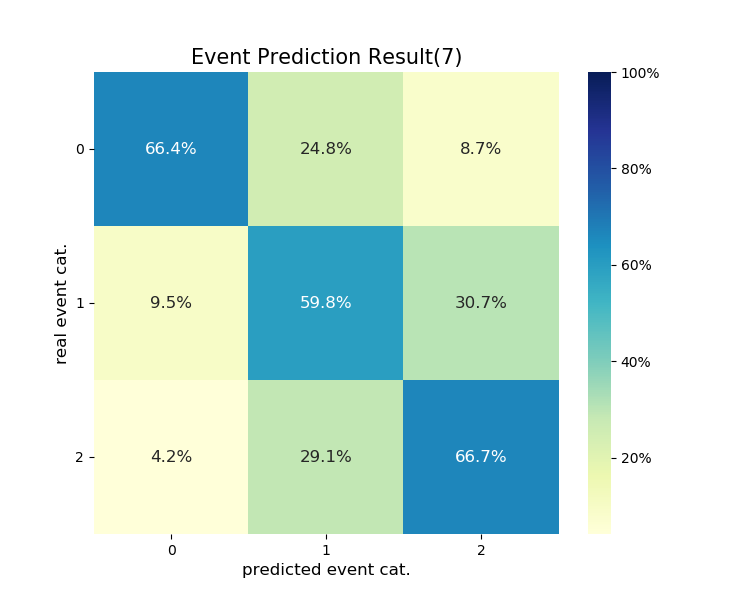 Event Prediction Result(7)
100%
0 66.4% 24.8% 8.7%
80%
60%
real event cat.
1 9.5% 59.8% 30.7%
40%
2 4.2% 29.1% 66.7%
20%
0 1 2
predicted event cat.